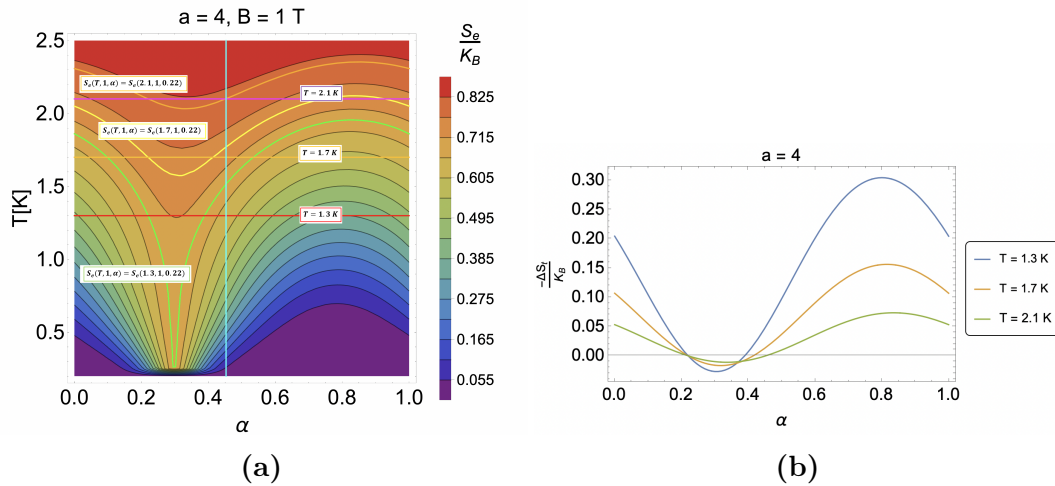 a = 4, B = 1 T
S_e/K_B
T[K]
2.5
2.0
1.5
1.0
0.5
S_e(T,1,α)=S_e(2.1,1,0.22)
S_e(T,1,α)=S_e(1.7,1,0.22)
S_e(T,1,α)=S_e(1.3,1,0.22)
T = 2.1 K
T = 1.7 K
T = 1.3 K
0.0 0.2 0.4 0.6 0.8 1.0
α
0.825
0.715
0.605
0.495
0.385
0.275
0.165
0.055
(a)
a = 4
-ΔS_t/K_B
0.30
0.25
0.20
0.15
0.10
0.05
0.00
0.0 0.2 0.4 0.6 0.8 1.0
α
T = 1.3 K
T = 1.7 K
T = 2.1 K
(b)